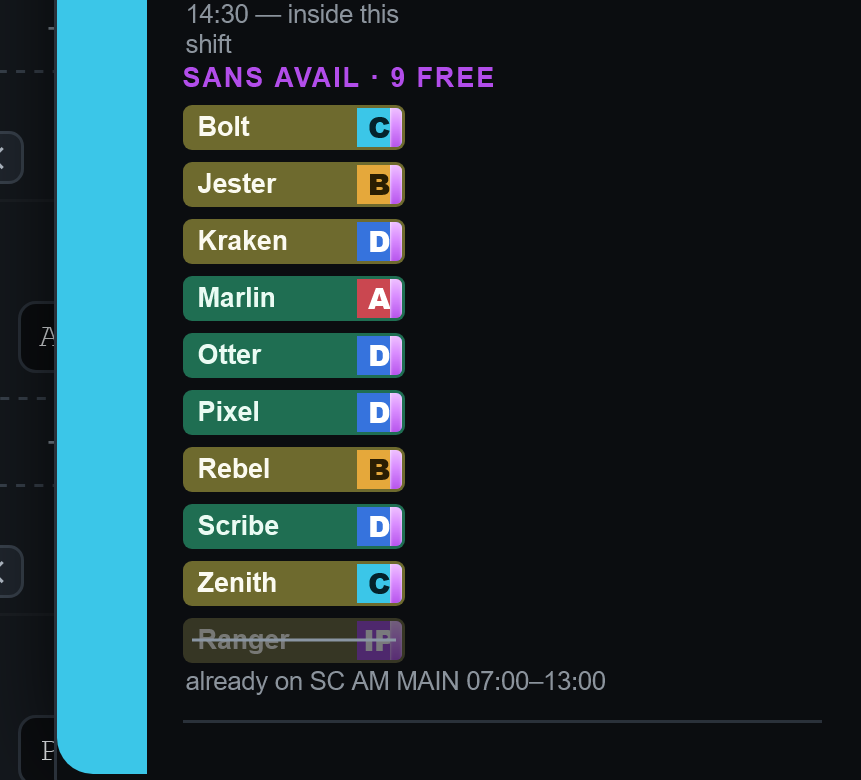 14:30 — inside this
shift
SANS AVAIL · 9 FREE
Bolt C
Jester B
Kraken D
Marlin A
Otter D
Pixel D
Rebel B
Scribe D
Zenith C
Ranger IP
already on SC AM MAIN 07:00–13:00